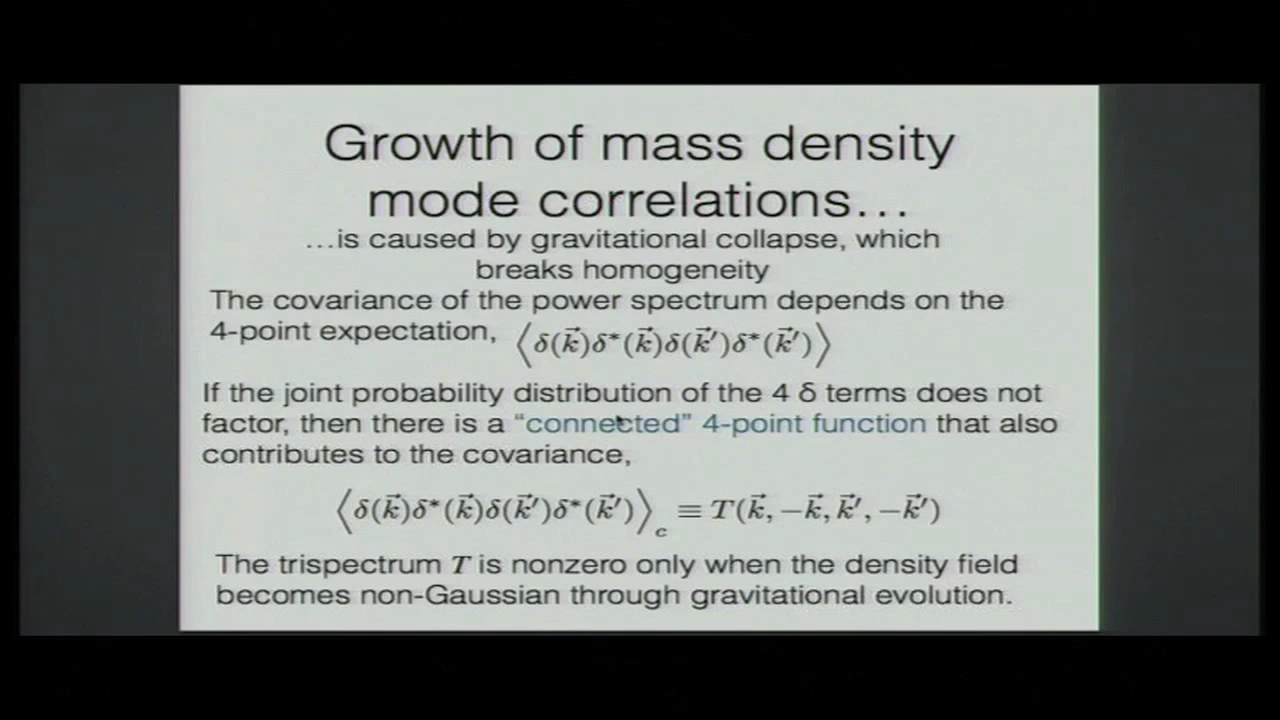 Growth of mass density
mode correlations…
…is caused by gravitational collapse, which
breaks homogeneity
The covariance of the power spectrum depends on the
4-point expectation, ⟨δ(k⃗)δ*(k⃗)δ(k⃗′)δ*(k⃗′)⟩
If the joint probability distribution of the 4 δ terms does not
factor, then there is a “connected” 4-point function that also
contributes to the covariance,
⟨δ(k⃗)δ*(k⃗)δ(k⃗′)δ*(k⃗′)⟩_c ≡ T(k⃗, −k⃗, k⃗′, −k⃗′)
The trispectrum T is nonzero only when the density field
becomes non-Gaussian through gravitational evolution.